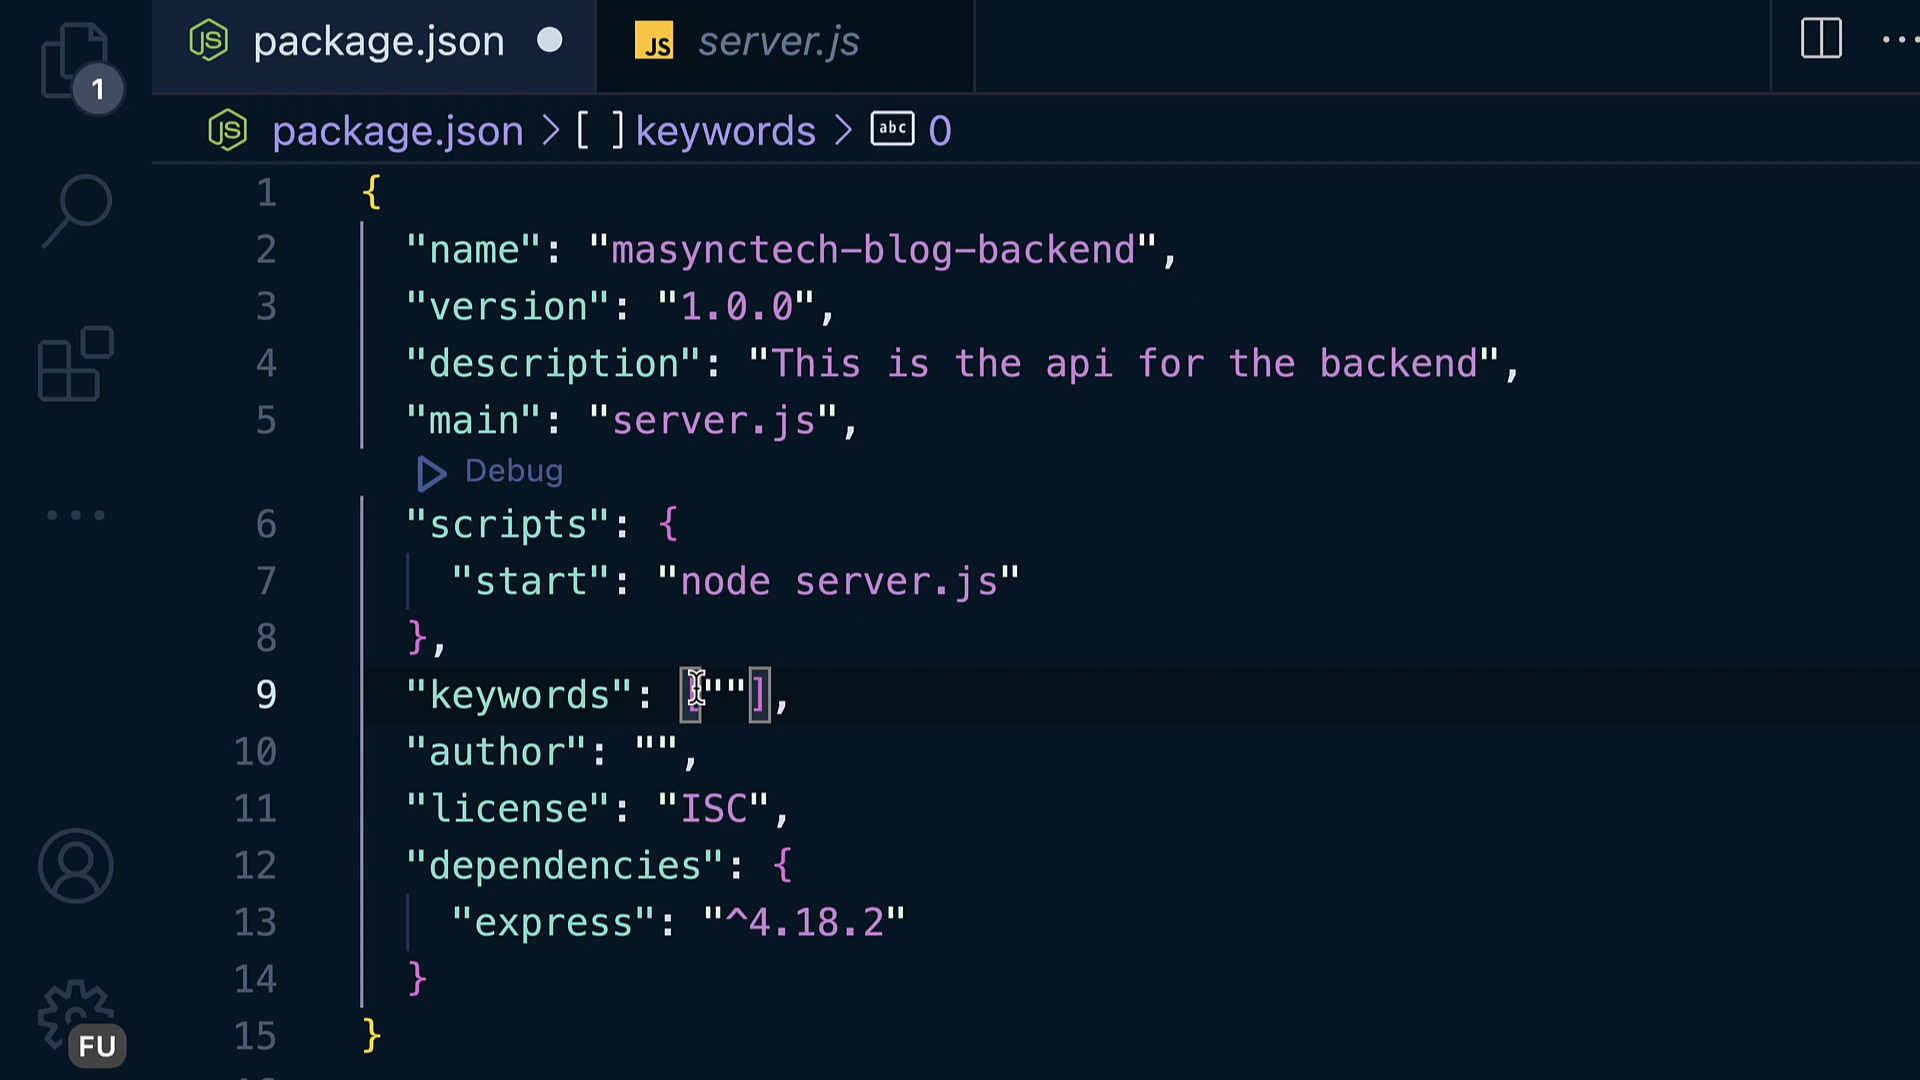 JS package.json JS server.js ...
1
JS package.json > [ ] keywords > abc 0
1 {
2 "name": "masynctech-blog-backend",
3 "version": "1.0.0",
4 "description": "This is the api for the backend",
5 "main": "server.js",
Debug
6 "scripts": {
7 "start": "node server.js"
8 },
9 "keywords": [""],
10 "author": "",
11 "license": "ISC",
12 "dependencies": {
13 "express": "^4.18.2"
14 }
15 }
FU